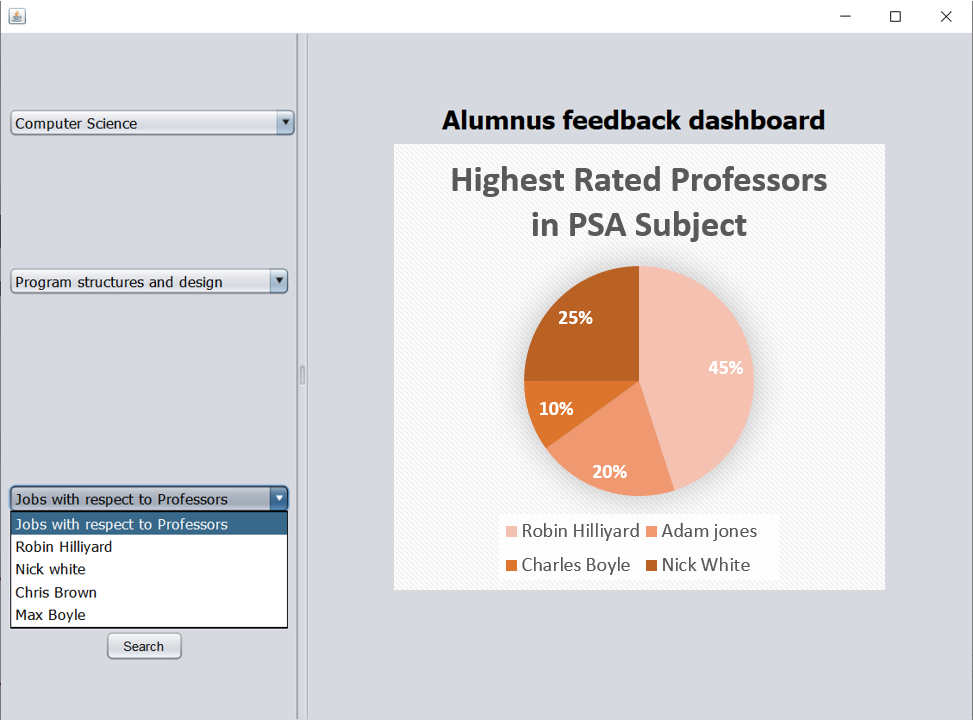 Computer Science
Program structures and design
Jobs with respect to Professors
Jobs with respect to Professors
Robin Hilliyard
Nick white
Chris Brown
Max Boyle
Search
Alumnus feedback dashboard
Highest Rated Professors
in PSA Subject
25%
45%
10%
20%
Robin Hilliyard Adam jones
Charles Boyle Nick White